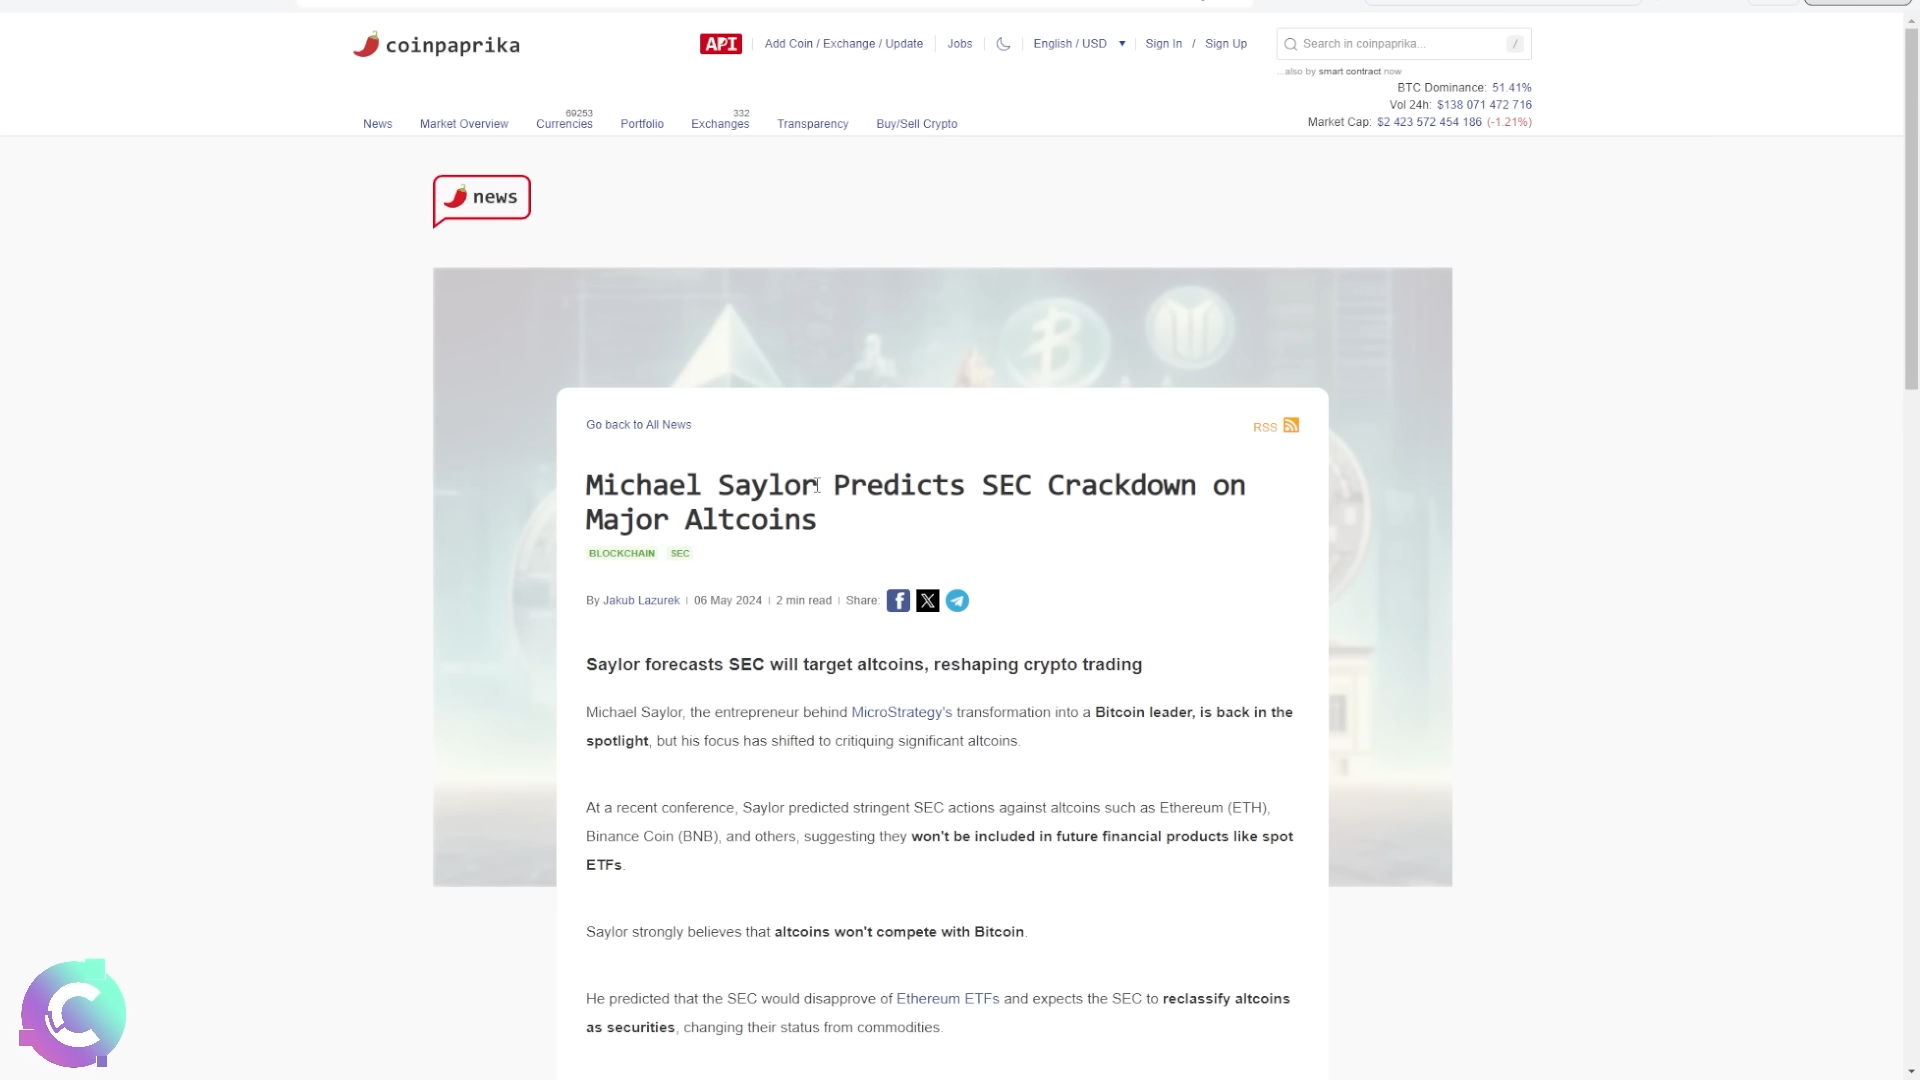 coinpaprika
API
Add Coin / Exchange / Update
Jobs
English / USD
Sign In / Sign Up
Search in coinpaprika...
/
...also by smart contract now
BTC Dominance: 51.41%
Vol 24h: $138 071 472 716
Market Cap: $2 423 572 454 186 (-1.21%)
News
Market Overview
69253
Currencies
Portfolio
332
Exchanges
Transparency
Buy/Sell Crypto
news
Go back to All News
RSS
Michael Saylor Predicts SEC Crackdown on
Major Altcoins
BLOCKCHAIN SEC
By Jakub Lazurek | 06 May 2024 | 2 min read | Share:
Saylor forecasts SEC will target altcoins, reshaping crypto trading
Michael Saylor, the entrepreneur behind MicroStrategy's transformation into a Bitcoin leader, is back in the
spotlight, but his focus has shifted to critiquing significant altcoins.
At a recent conference, Saylor predicted stringent SEC actions against altcoins such as Ethereum (ETH),
Binance Coin (BNB), and others, suggesting they won't be included in future financial products like spot
ETFs.
Saylor strongly believes that altcoins won't compete with Bitcoin.
He predicted that the SEC would disapprove of Ethereum ETFs and expects the SEC to reclassify altcoins
as securities, changing their status from commodities.